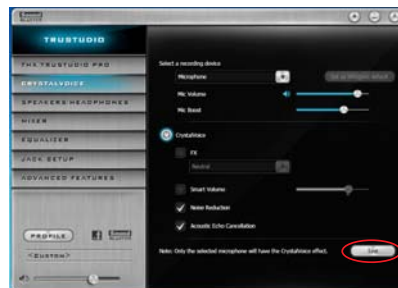 TRUSTUDIO
THX TRUSTUDIO PRO
CRYSTALVOICE
SPEAKERS HEADPHONES
MIXER
EQUALIZER
JACK SETUP
ADVANCED FEATURES
PROFILE
<CUSTOM>
Select a recording device
Microphone
Mic Volume
Mic Boost
CrystalVoice
FX
Neutral
Smart Volume
Noise Reduction
Acoustic Echo Cancellation
Note: Only the selected microphone will have the CrystalVoice effect.